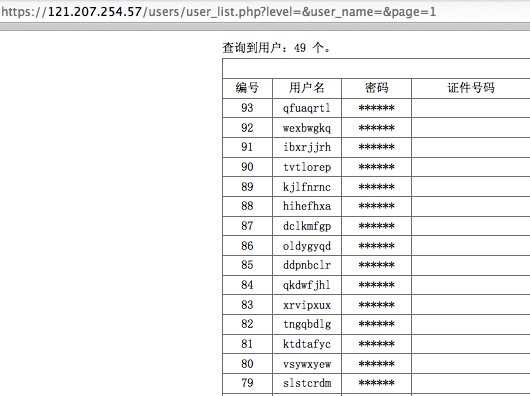 https://121.207.254.57/users/user_list.php?level=&user_name=&page=1
查询到用户：49 个。
编号 用户名 密码 证件号码
93 qfuaqrtl ******
92 wexbwgkq ******
91 ibxrjjrh ******
90 tvtlorep ******
89 kjlfnrnc ******
88 hihefhxa ******
87 dclkmfgp ******
86 oldygyqd ******
85 ddpnbclr ******
84 qkdwfjhl ******
83 xrvipxux ******
82 tngqbdlg ******
81 ktdtafyc ******
80 vsywxyew ******
79 slstcrdm ******